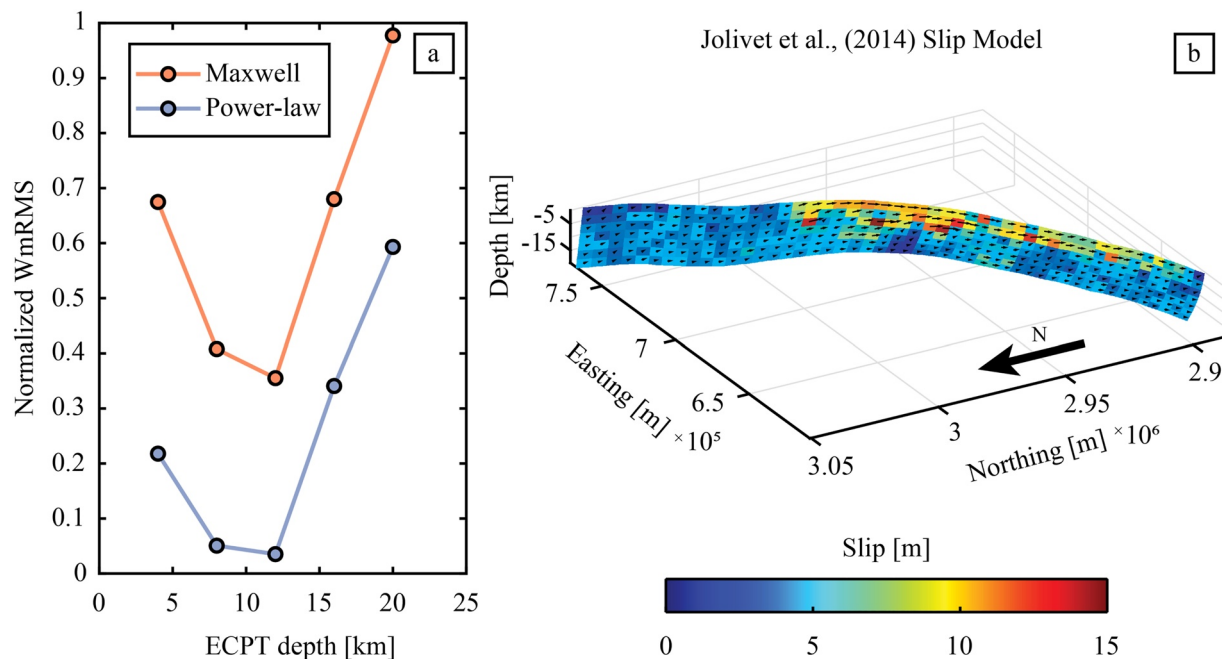 1
0.9
0.8
0.7
0.6
0.5
0.4
0.3
0.2
0.1
0
Normalized WmRMS
Maxwell
Power-law
a
0 5 10 15 20 25
ECPT depth [km]
Jolivet et al., (2014) Slip Model
b
Depth [km]
-5
-15
7.5
7
6.5
Easting [m] ×10⁵
3.05
3
2.95
2.9
Northing [m] ×10⁶
N
Slip [m]
0 5 10 15